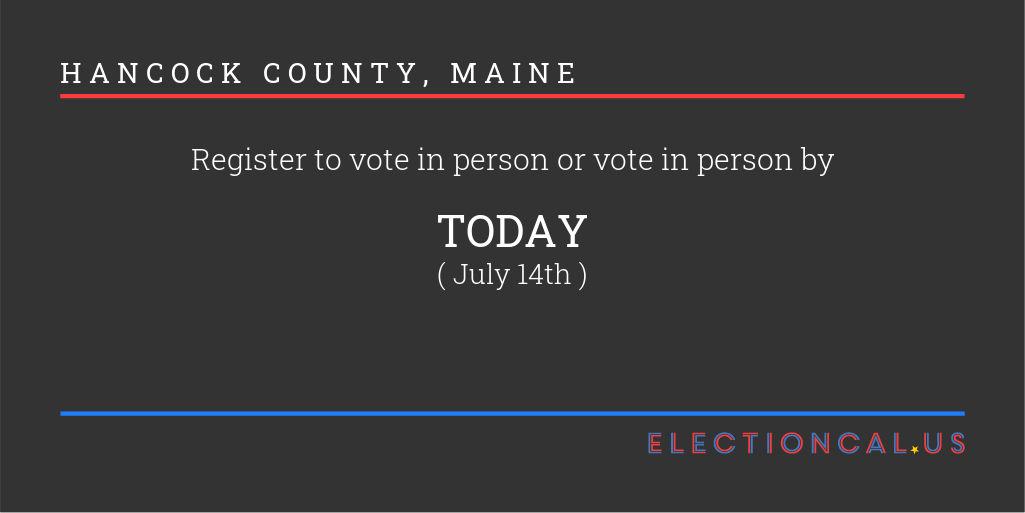 HANCOCK COUNTY, MAINE
Register to vote in person or vote in person by
TODAY
( July 14th )
ELECTIONCAL.US